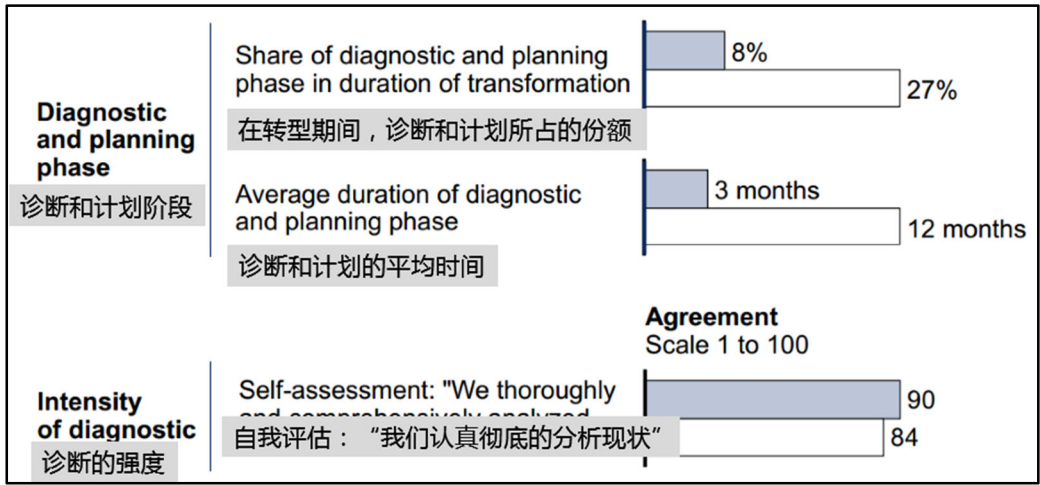 Diagnostic
and planning
phase
诊断和计划阶段
Share of diagnostic and planning
phase in duration of transformation
在转型期间，诊断和计划所占的份额
8%
27%
Average duration of diagnostic
and planning phase
诊断和计划的平均时间
3 months
12 months
Agreement
Scale 1 to 100
Intensity
of diagnostic
诊断的强度
Self-assessment: "We thoroughly
and comprehensively analyzed
自我评估：“我们认真彻底的分析现状”
90
84